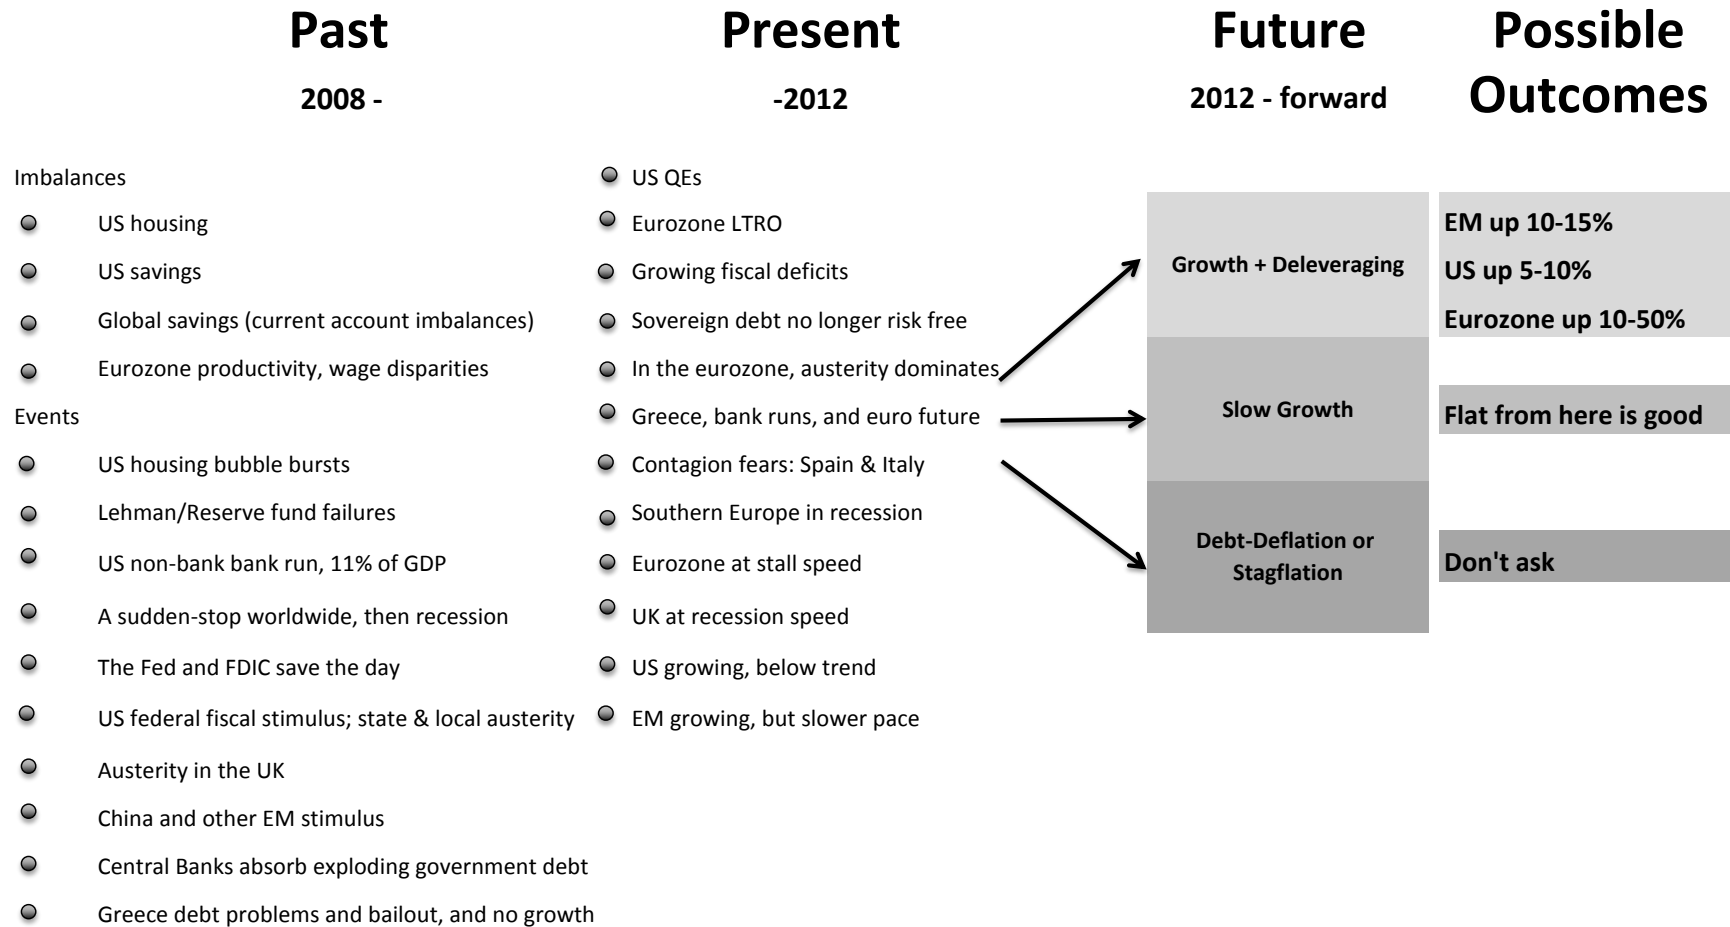 Past
2008 -
Present
-2012
Future
2012 - forward
Possible
Outcomes
Imbalances
US housing
US savings
Global savings (current account imbalances)
Eurozone productivity, wage disparities
Events
US housing bubble bursts
Lehman/Reserve fund failures
US non-bank bank run, 11% of GDP
A sudden-stop worldwide, then recession
The Fed and FDIC save the day
US federal fiscal stimulus; state & local austerity
Austerity in the UK
China and other EM stimulus
Central Banks absorb exploding government debt
Greece debt problems and bailout, and no growth
US QEs
Eurozone LTRO
Growing fiscal deficits
Sovereign debt no longer risk free
In the eurozone, austerity dominates
Greece, bank runs, and euro future
Contagion fears: Spain & Italy
Southern Europe in recession
Eurozone at stall speed
UK at recession speed
US growing, below trend
EM growing, but slower pace
Growth + Deleveraging
Slow Growth
Debt-Deflation or
Stagflation
EM up 10-15%
US up 5-10%
Eurozone up 10-50%
Flat from here is good
Don't ask